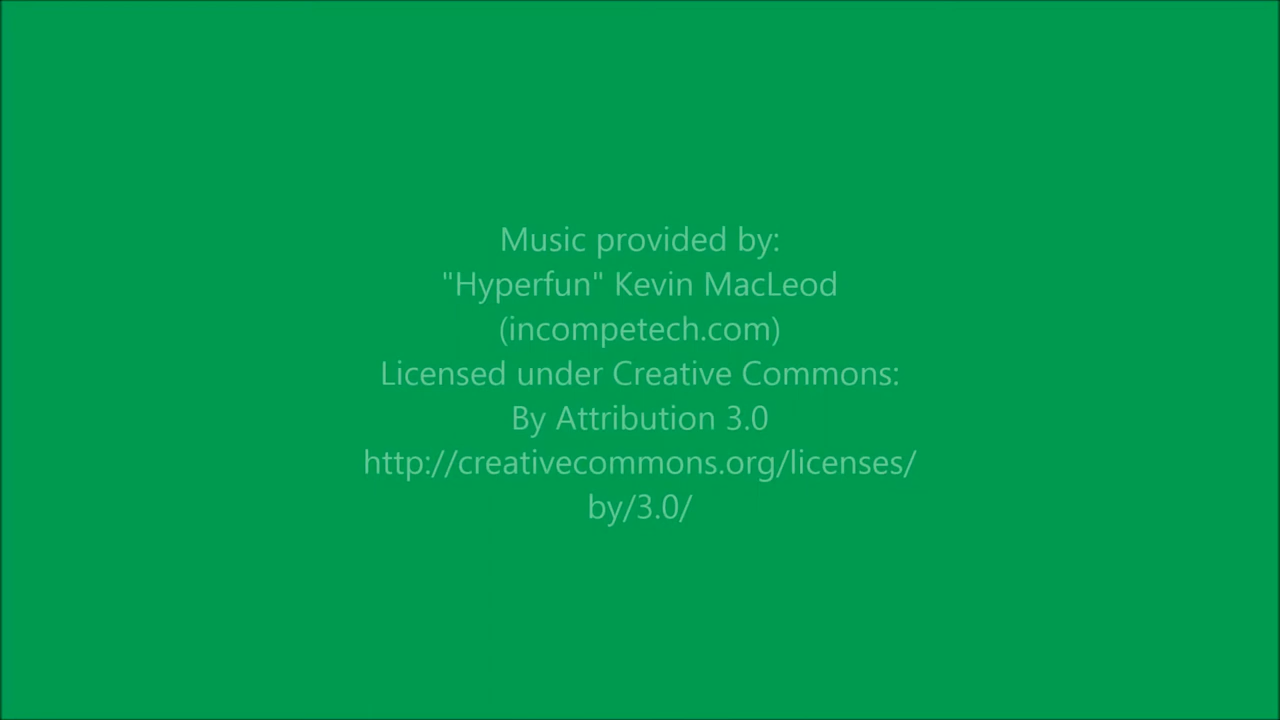 Music provided by:
"Hyperfun" Kevin MacLeod
(incompetech.com)
Licensed under Creative Commons:
By Attribution 3.0
http://creativecommons.org/licenses/
by/3.0/